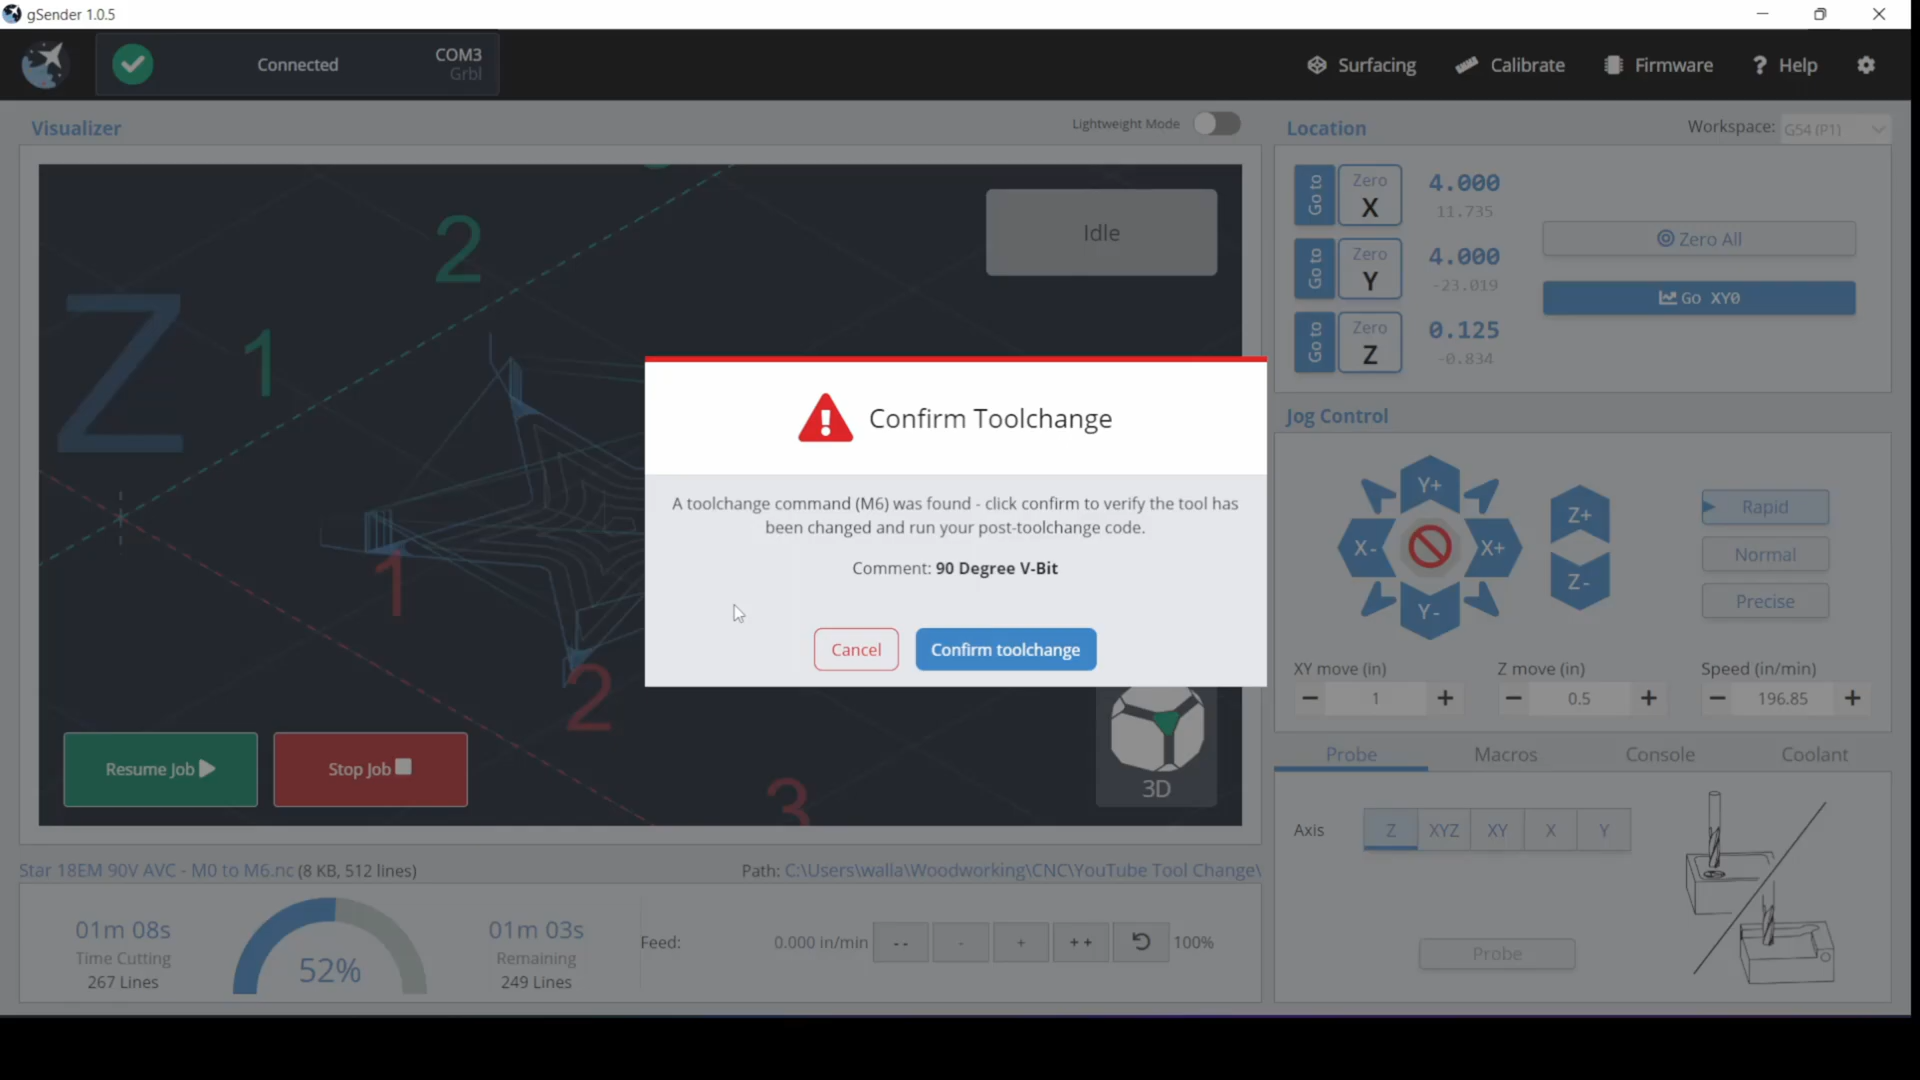 gSender 1.0.5
Connected
COM3
Grbl
Surfacing
Calibrate
Firmware
? Help
Visualizer
Lightweight Mode
Z
1
2
1
2
3
Idle
3D
Resume Job
Stop Job
Location
Workspace: G54 (P1)
Go to
Zero
X
4.000
11.735
Go to
Zero
Y
4.000
-23.019
Go to
Zero
Z
0.125
-0.834
Zero All
Go XY0
Confirm Toolchange
A toolchange command (M6) was found - click confirm to verify the tool has
been changed and run your post-toolchange code.
Comment: 90 Degree V-Bit
Cancel
Confirm toolchange
Jog Control
Y+
X-
X+
Y-
Z+
Z-
Rapid
Normal
Precise
XY move (in)
Z move (in)
Speed (in/min)
− 1 +
− 0.5 +
− 196.85 +
Probe
Macros
Console
Coolant
Axis
Z
XYZ
XY
X
Y
Probe
Star 18EM 90V AVC - M0 to M6.nc (8 KB, 512 lines)
Path: C:\Users\walla\Woodworking\CNC\YouTube Tool Change\
01m 08s
Time Cutting
267 Lines
52%
01m 03s
Remaining
249 Lines
Feed:
0.000 in/min
- -
-
+
+ +
100%